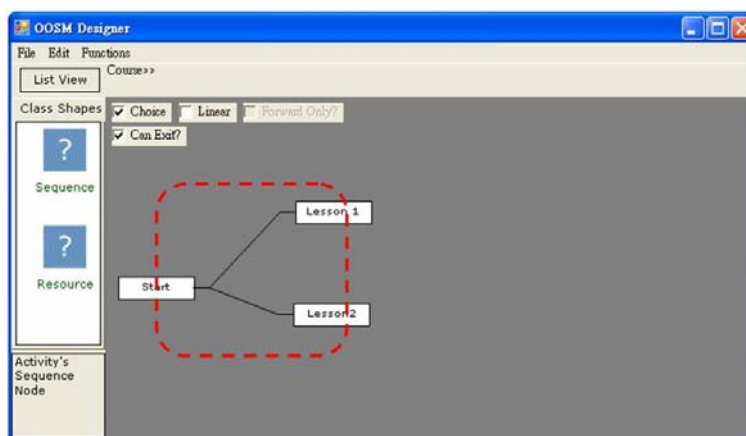 OOSM Designer
File Edit Functions
List View
Course>>
Class Shapes
Choice Linear Forward Only?
Can Exit?
Sequence
Resource
Lesson 1
Start
Lesson2
Activity's
Sequence
Node